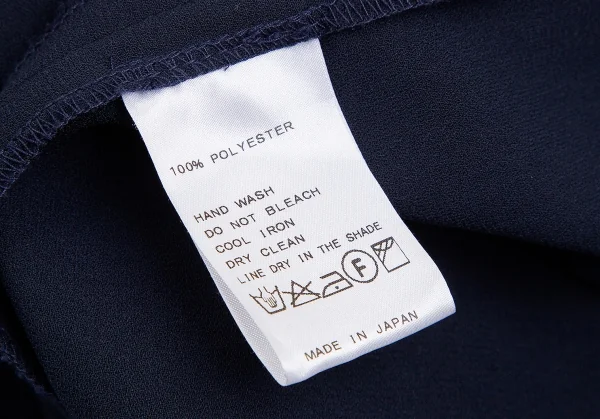 100% POLYESTER
HAND WASH
DO NOT BLEACH
COOL IRON
DRY CLEAN
LINE DRY IN THE SHADE
F
MADE IN JAPAN